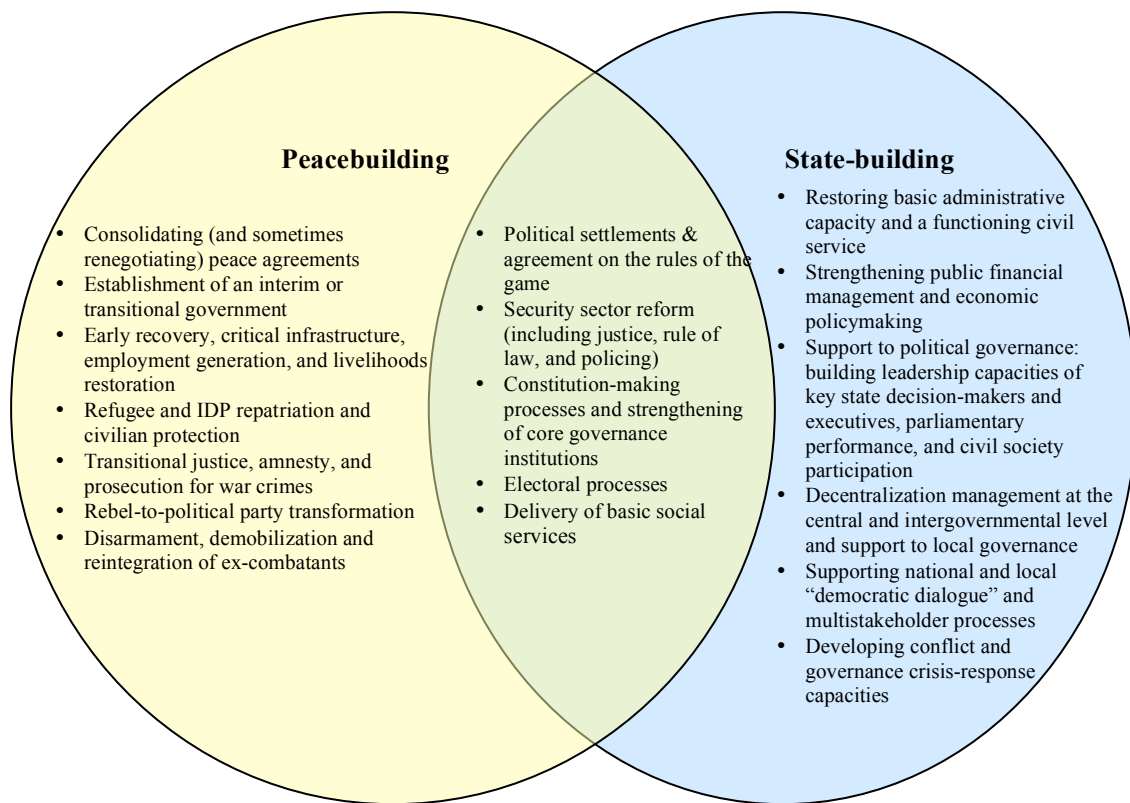 Peacebuilding
• Consolidating (and sometimes
renegotiating) peace agreements
• Establishment of an interim or
transitional government
• Early recovery, critical infrastructure,
employment generation, and livelihoods
restoration
• Refugee and IDP repatriation and
civilian protection
• Transitional justice, amnesty, and
prosecution for war crimes
• Rebel-to-political party transformation
• Disarmament, demobilization and
reintegration of ex-combatants
• Political settlements &
agreement on the rules of the
game
• Security sector reform
(including justice, rule of
law, and policing)
• Constitution-making
processes and strengthening
of core governance
institutions
• Electoral processes
• Delivery of basic social
services
State-building
• Restoring basic administrative
capacity and a functioning civil
service
• Strengthening public financial
management and economic
policymaking
• Support to political governance:
building leadership capacities of
key state decision-makers and
executives, parliamentary
performance, and civil society
participation
• Decentralization management at the
central and intergovernmental level
and support to local governance
• Supporting national and local
“democratic dialogue” and
multistakeholder processes
• Developing conflict and
governance crisis-response
capacities